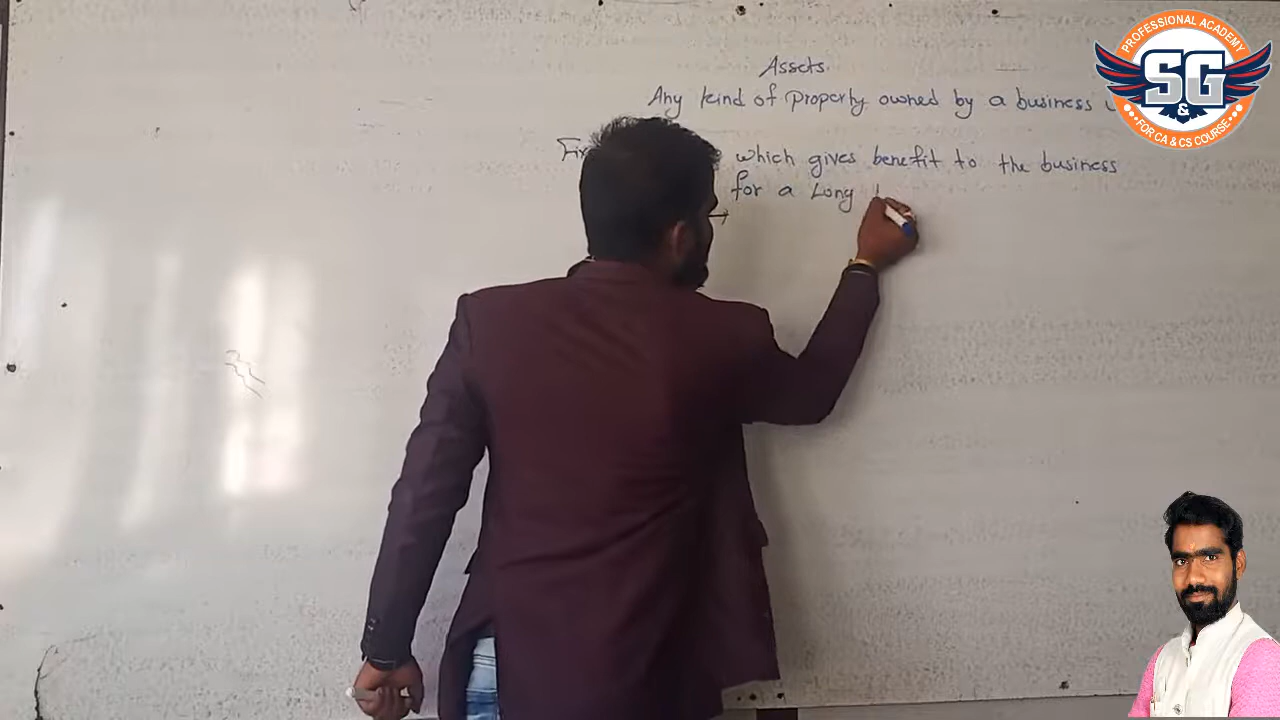 Assets.
Any kind of Property owned by a business
which gives benefit to the business
for a Long
PROFESSIONAL ACADEMY
SG
&
FOR CA & CS COURSE